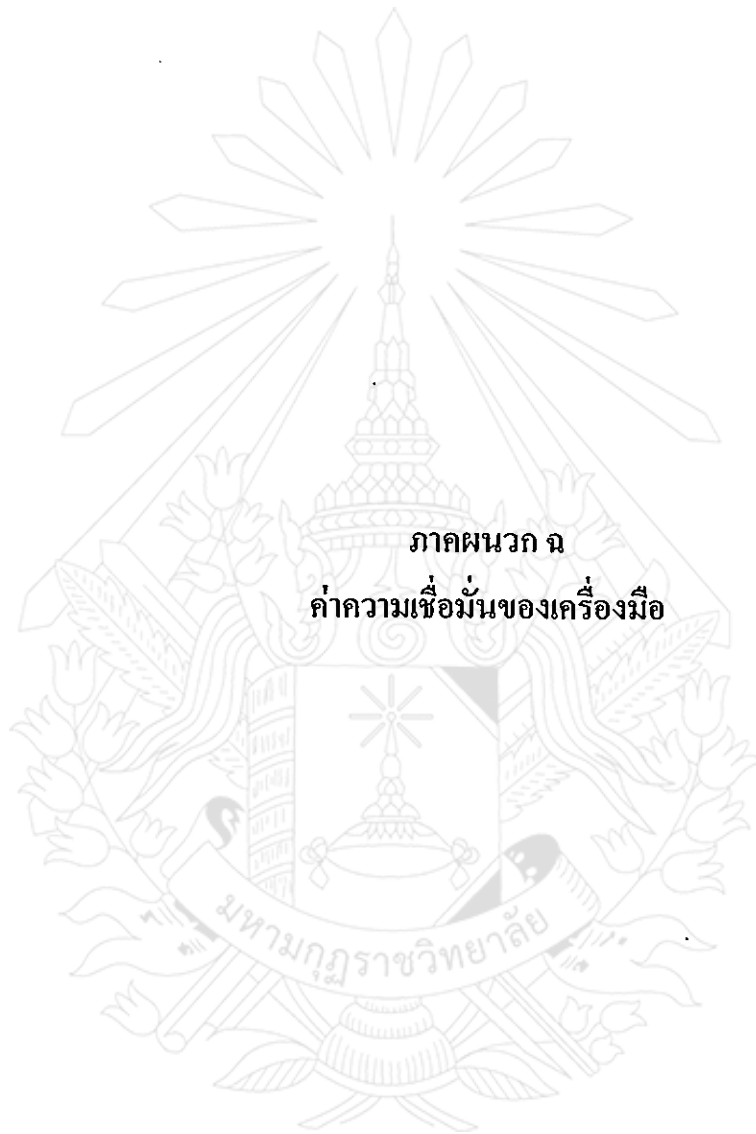 ภาคผนวก ฉ
ค่าความเชื่อมั่นของเครื่องมือ
มหามกุฏราชวิทยาลัย